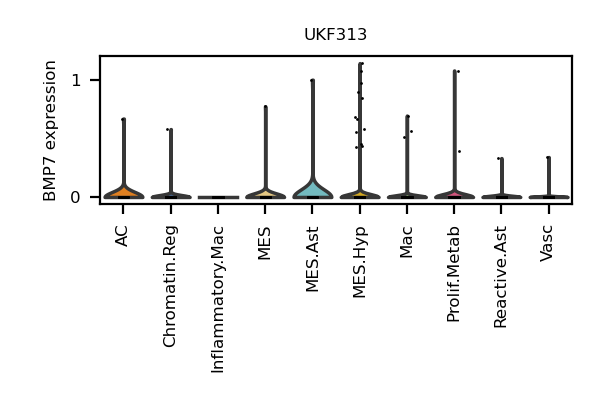 UKF313
BMP7 expression
1
0
AC
Chromatin.Reg
Inflammatory.Mac
MES
MES.Ast
MES.Hyp
Mac
Prolif.Metab
Reactive.Ast
Vasc